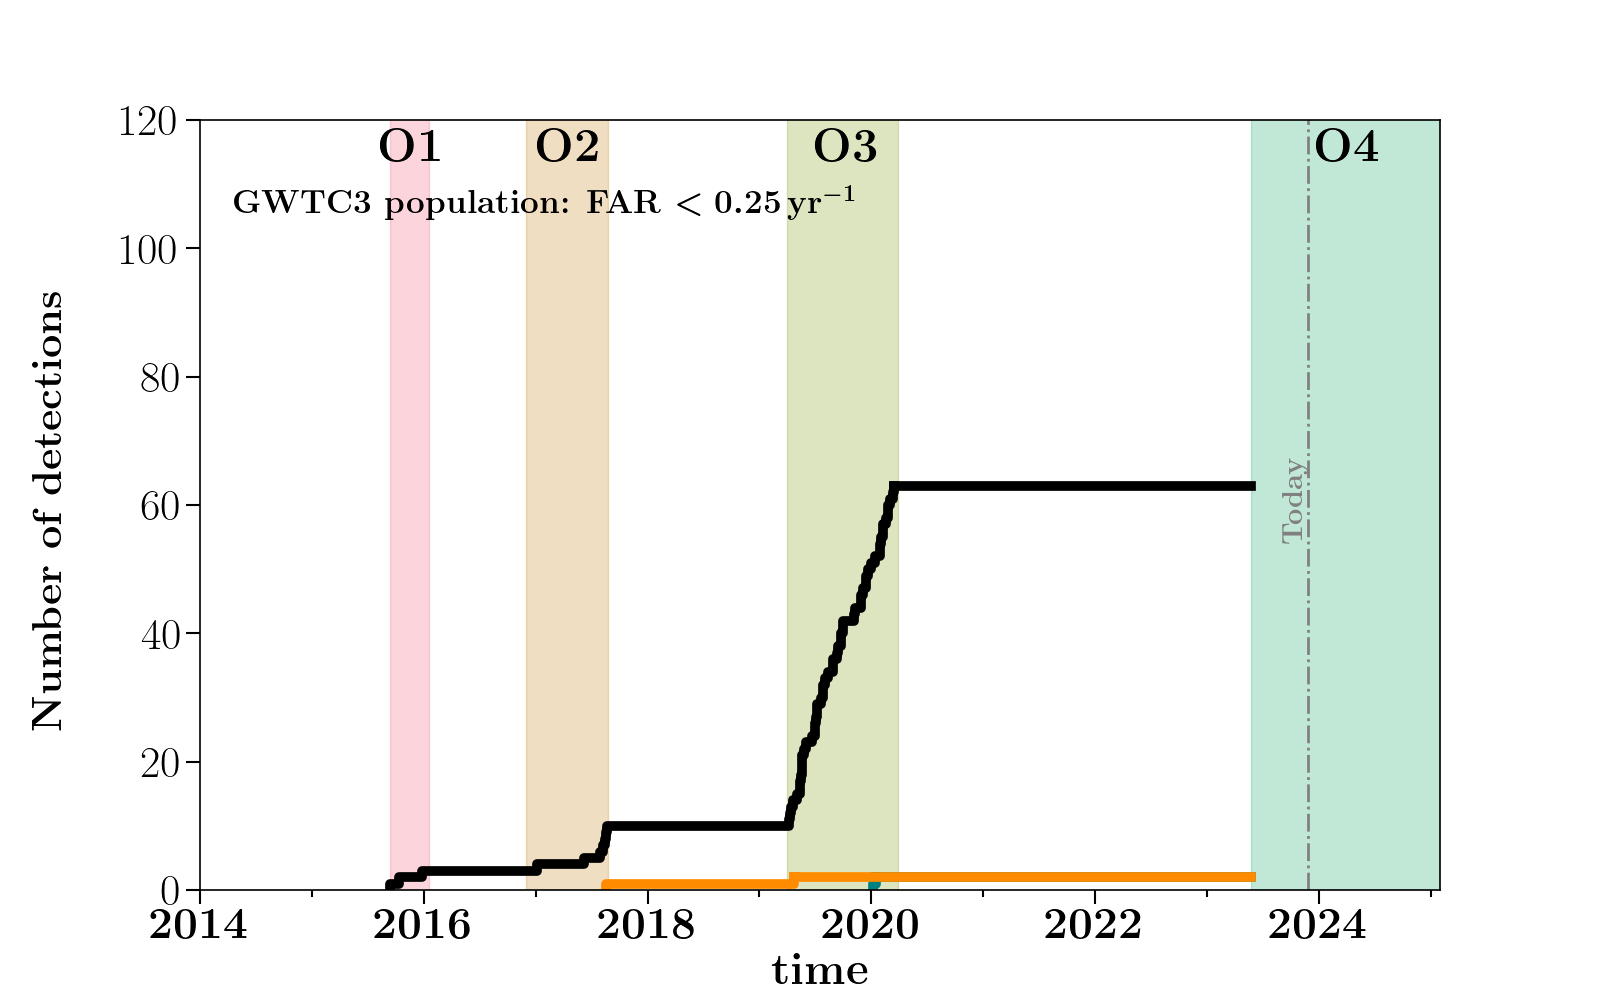 O1 O2 O3 O4
GWTC3 population: FAR < 0.25 yr⁻¹
120
100
80
60
40
20
0
Number of detections
Today
2014 2016 2018 2020 2022 2024
time